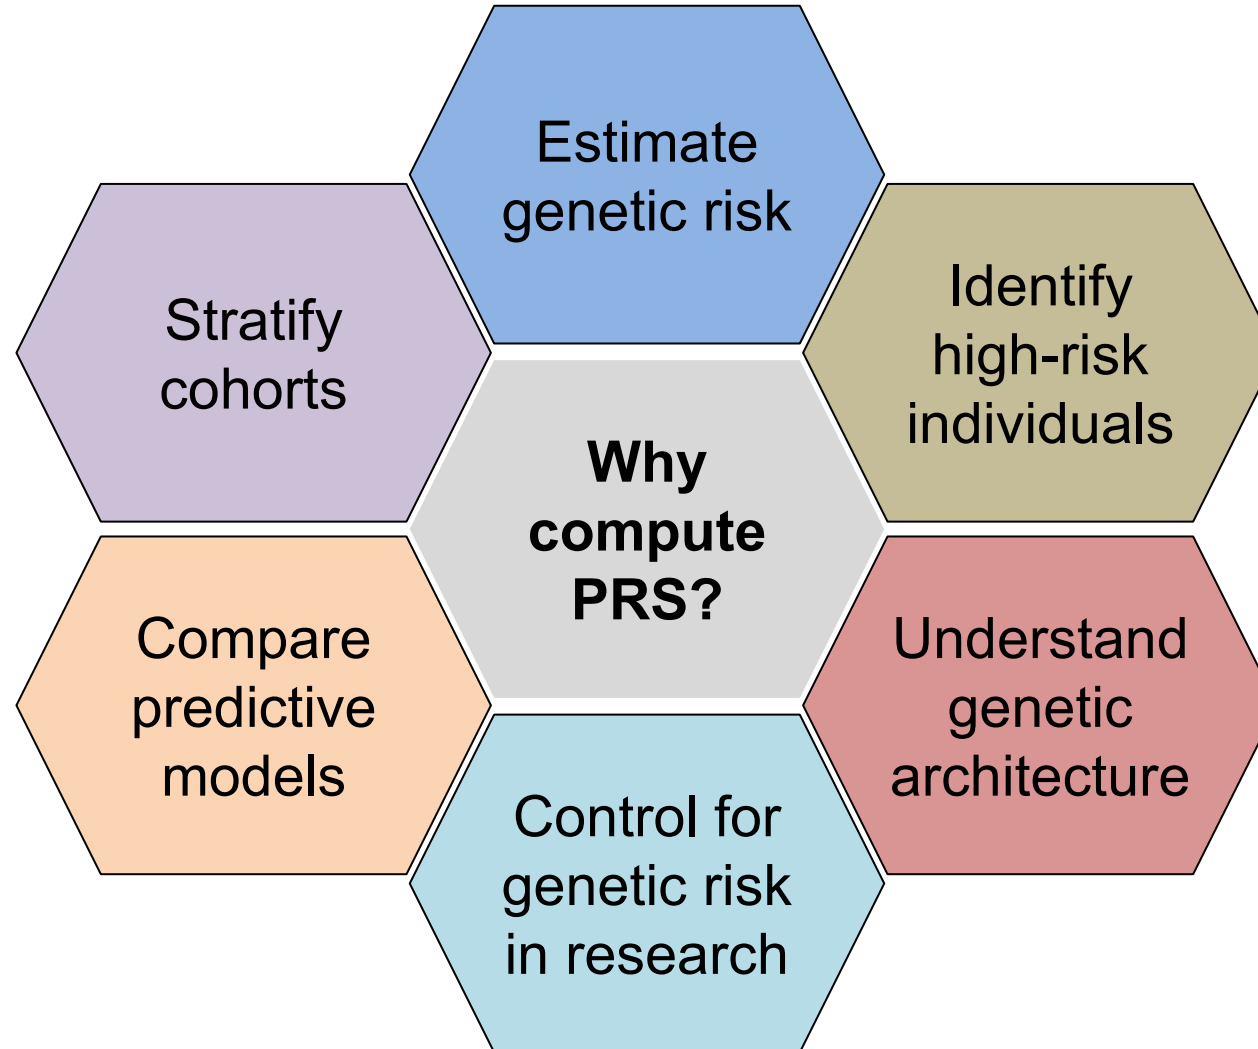 Estimate
genetic risk
Identify
high-risk
individuals
Stratify
cohorts
Why
compute
PRS?
Understand
genetic
architecture
Compare
predictive
models
Control for
genetic risk
in research